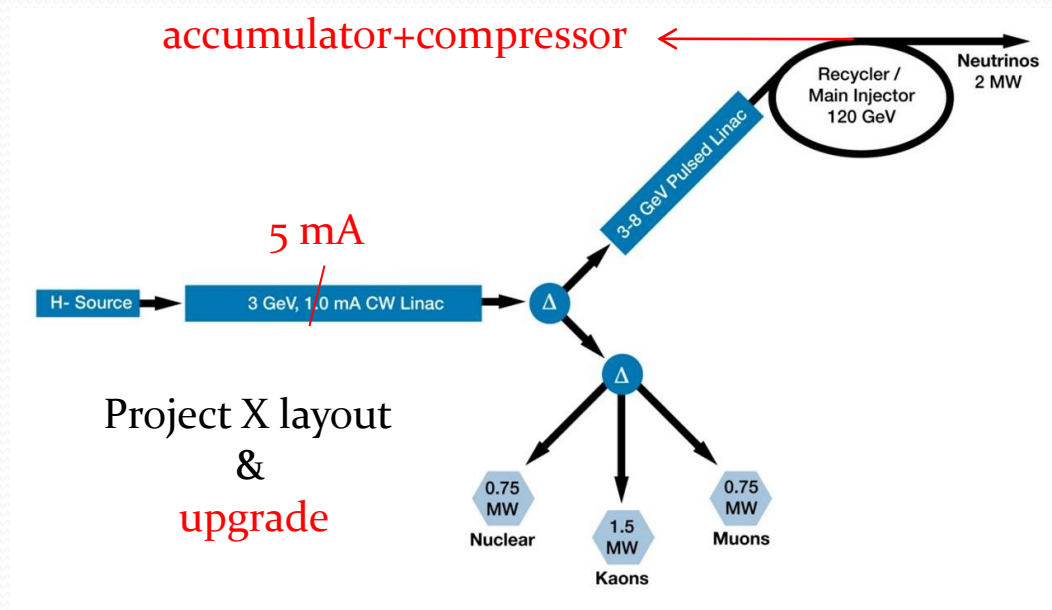 accumulator+compressor
Neutrinos
2 MW
Recycler /
Main Injector
120 GeV
3-8 GeV Pulsed Linac
5 mA
H- Source
3 GeV, 1.0 mA CW Linac
Δ
Δ
Project X layout
&
upgrade
0.75
MW
Nuclear
1.5
MW
Kaons
0.75
MW
Muons